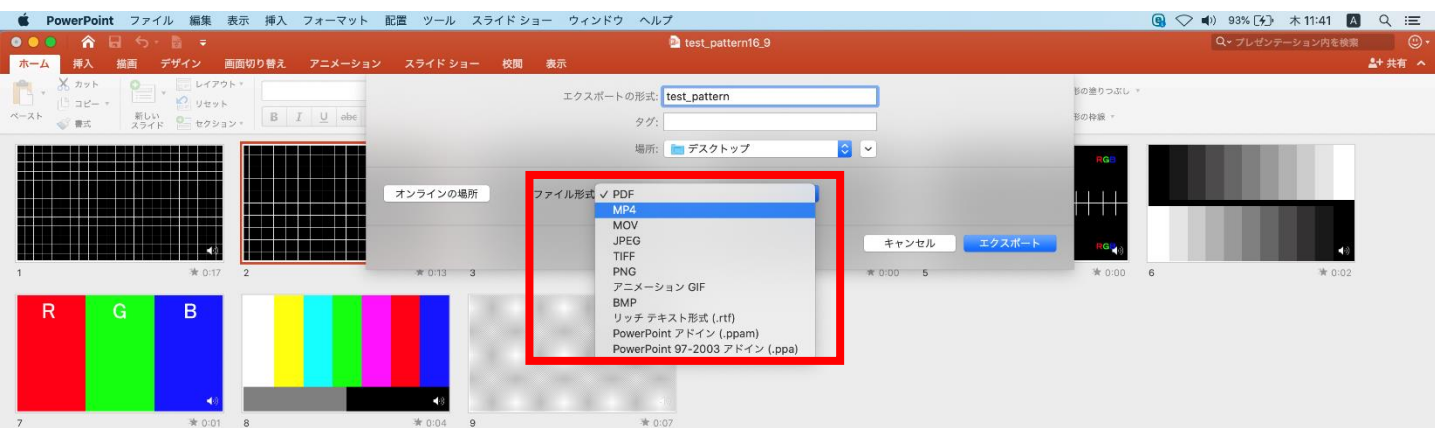 PowerPoint ファイル 編集 表示 挿入 フォーマット 配置 ツール スライド ショー ウィンドウ ヘルプ 93% 木 11:41 A
test_pattern16_9 プレゼンテーション内を検索
ホーム 挿入 描画 デザイン 画面切り替え アニメーション スライド ショー 校閲 表示 共有
ペースト カット コピー 書式 新しい スライド レイアウト リセット セクション B I U abc
エクスポートの形式: test_pattern
形の塗りつぶし
タグ:
形の枠線
場所: デスクトップ
RGB
オンラインの場所 ファイル形式 ✓ PDF
MP4
MOV
JPEG
キャンセル エクスポート
TIFF
PNG
アニメーション GIF
BMP
リッチ テキスト形式 (.rtf)
PowerPoint アドイン (.ppam)
PowerPoint 97-2003 アドイン (.ppa)
1 0:17 2 0:13 3 0:00 5 0:00 6 0:02
R G B
7 0:01 8 0:04 9 0:07